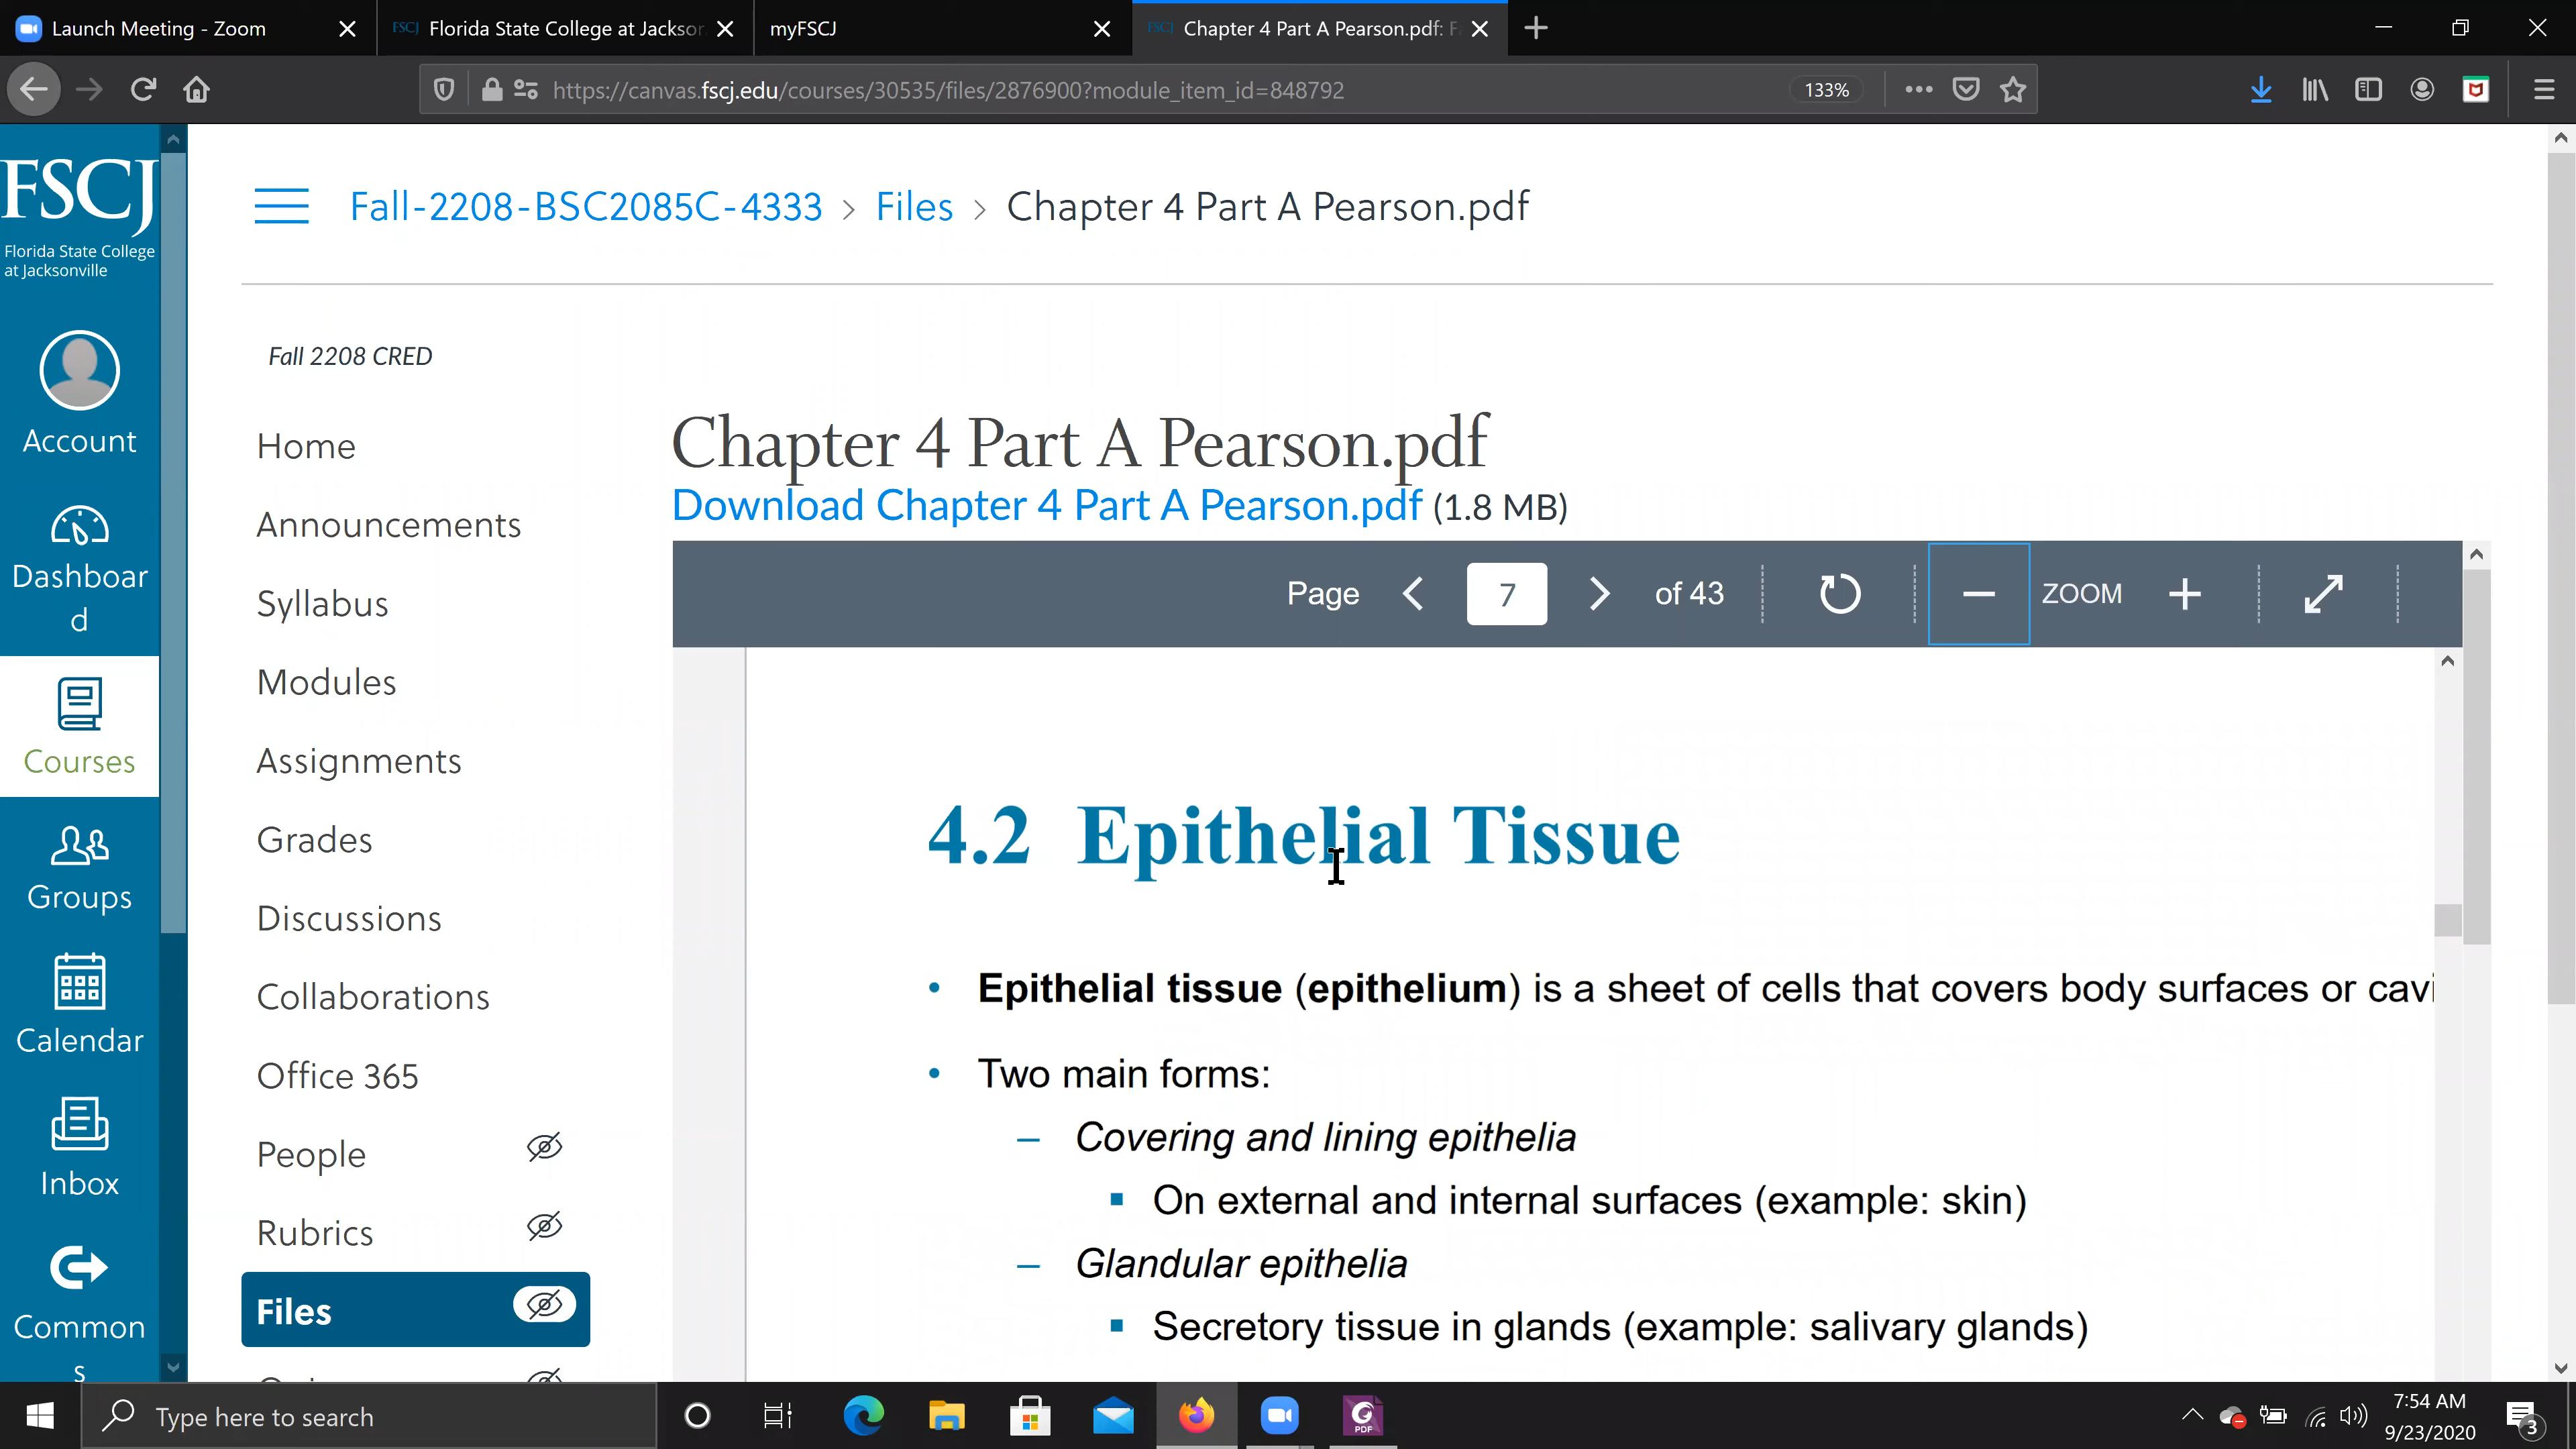 Launch Meeting - Zoom
FSCJ Florida State College at Jackson
myFSCJ
FSCJ Chapter 4 Part A Pearson.pdf: F
https://canvas.fscj.edu/courses/30535/files/2876900?module_item_id=848792
133%
FSCJ
Florida State College
at Jacksonville
Account
Dashboar
d
Courses
Groups
Calendar
Inbox
Common
s
Fall-2208-BSC2085C-4333 > Files > Chapter 4 Part A Pearson.pdf
Fall 2208 CRED
Home
Announcements
Syllabus
Modules
Assignments
Grades
Discussions
Collaborations
Office 365
People
Rubrics
Files
Chapter 4 Part A Pearson.pdf
Download Chapter 4 Part A Pearson.pdf (1.8 MB)
Page 7 of 43 ZOOM
4.2 Epithelial Tissue
• Epithelial tissue (epithelium) is a sheet of cells that covers body surfaces or cavi
• Two main forms:
– Covering and lining epithelia
▪ On external and internal surfaces (example: skin)
– Glandular epithelia
▪ Secretory tissue in glands (example: salivary glands)
Type here to search
PDF
7:54 AM
9/23/2020
3